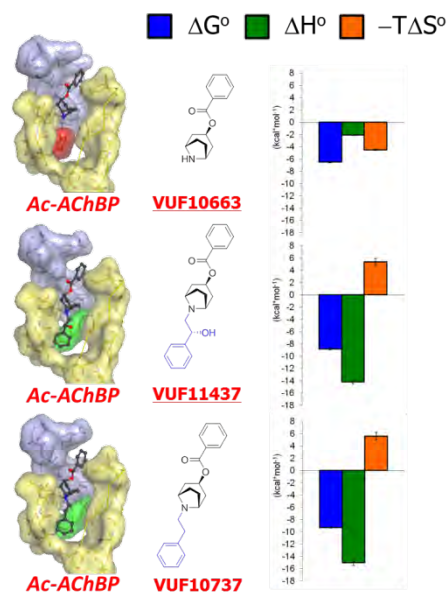 ΔGº ΔHº −TΔSº
Ac-AChBP
VUF10663
O
O
HN
(kcal*mol⁻¹)
8
6
4
2
0
-2
-4
-6
-8
-10
-12
-14
-16
-18
Ac-AChBP
VUF11437
O
O
N
OH
(kcal*mol⁻¹)
8
6
4
2
0
-2
-4
-6
-8
-10
-12
-14
-16
-18
Ac-AChBP
VUF10737
O
O
N
(kcal*mol⁻¹)
8
6
4
2
0
-2
-4
-6
-8
-10
-12
-14
-16
-18